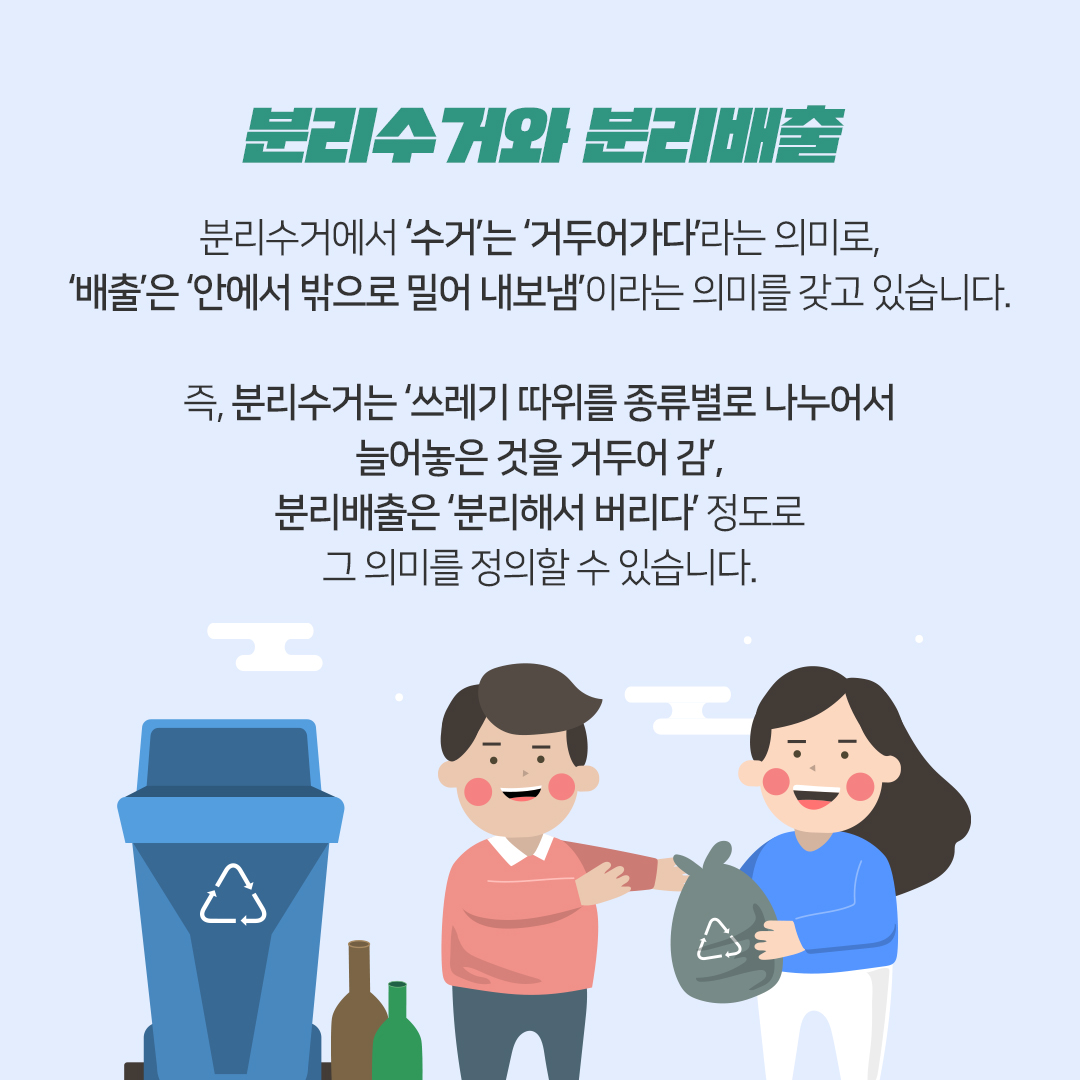 분리수거와 분리배출
분리수거에서 ‘수거’는 ‘거두어가다’라는 의미로,
‘배출’은 ‘안에서 밖으로 밀어 내보냄’이라는 의미를 갖고 있습니다.
즉, 분리수거는 ‘쓰레기 따위를 종류별로 나누어서
늘어놓은 것을 거두어 감’,
분리배출은 ‘분리해서 버리다’ 정도로
그 의미를 정의할 수 있습니다.